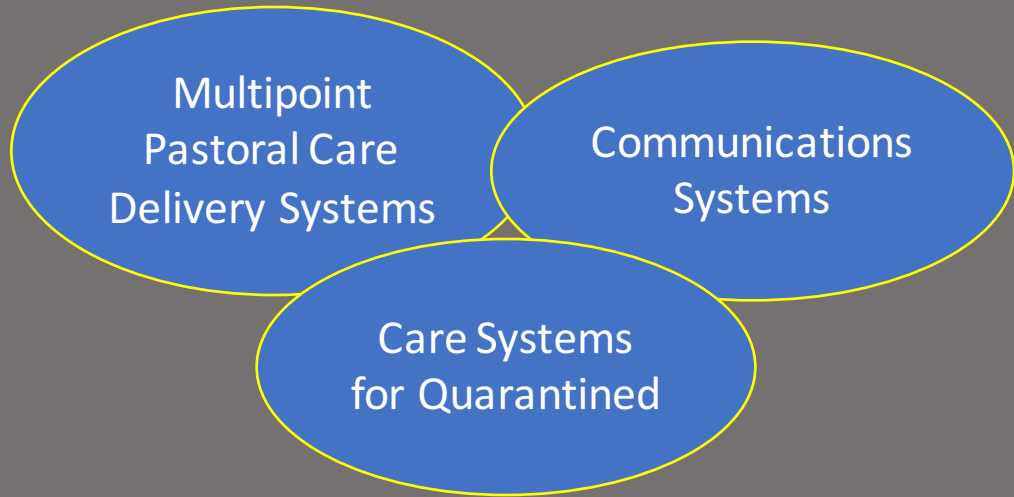 Multipoint
Pastoral Care
Delivery Systems
Communications
Systems
Care Systems
for Quarantined